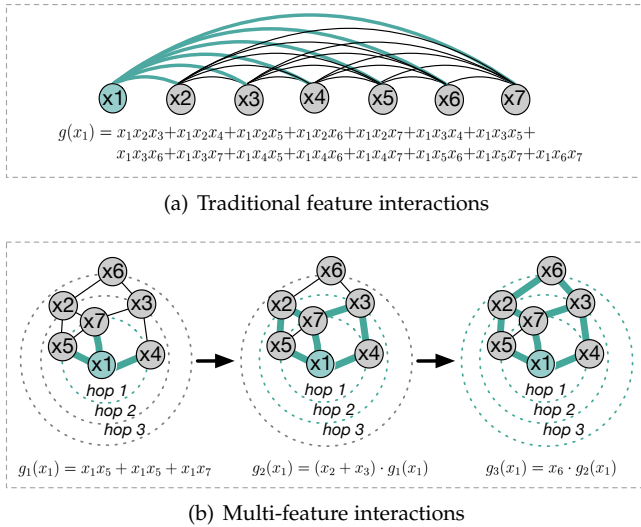 x1 x2 x3 x4 x5 x6 x7
g(x₁) = x₁x₂x₃+x₁x₂x₄+x₁x₂x₅+x₁x₂x₆+x₁x₂x₇+x₁x₃x₄+x₁x₃x₅+
x₁x₃x₆+x₁x₃x₇+x₁x₄x₅+x₁x₄x₆+x₁x₄x₇+x₁x₅x₆+x₁x₅x₇+x₁x₆x₇
(a) Traditional feature interactions
x6
x2
x3
x7
x5
x1
x4
hop 1
hop 2
hop 3
g₁(x₁) = x₁x₅ + x₁x₅ + x₁x₇
x6
x2
x3
x7
x5
x1
x4
hop 1
hop 2
hop 3
g₂(x₁) = (x₂ + x₃) · g₁(x₁)
x6
x2
x3
x7
x5
x1
x4
hop 1
hop 2
hop 3
g₃(x₁) = x₆ · g₂(x₁)
(b) Multi-feature interactions